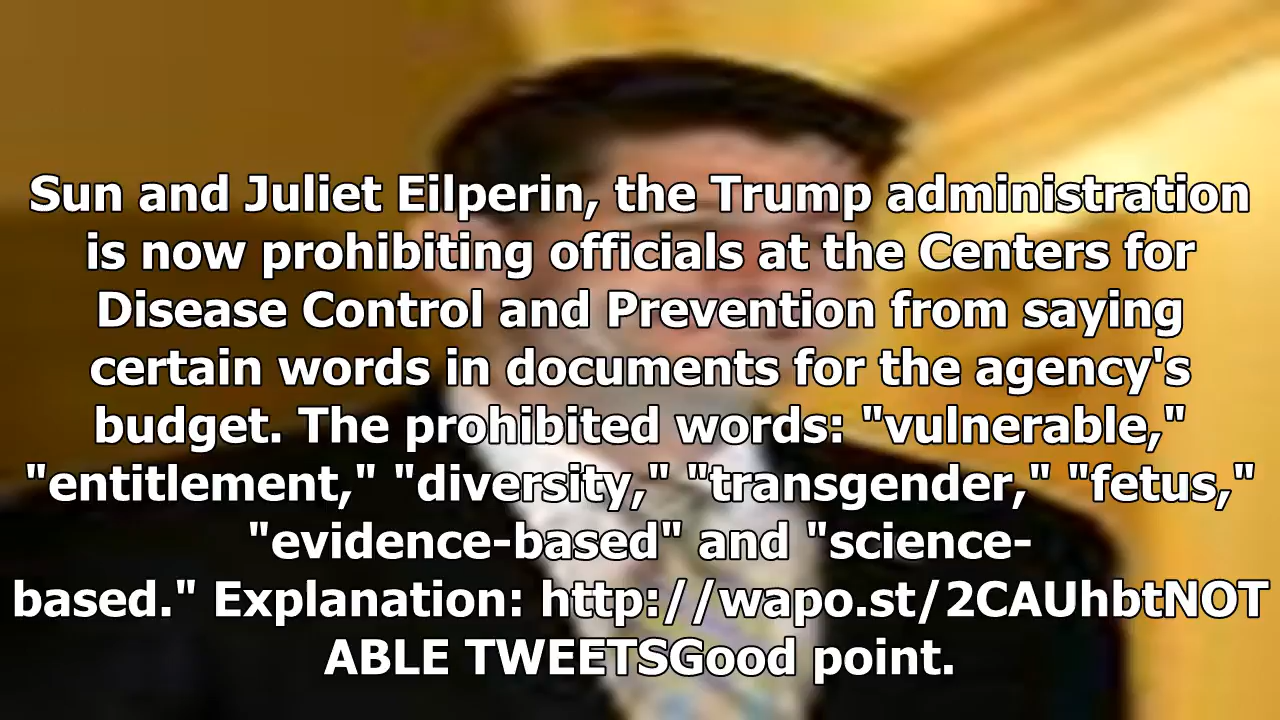 Sun and Juliet Eilperin, the Trump administration
is now prohibiting officials at the Centers for
Disease Control and Prevention from saying
certain words in documents for the agency's
budget. The prohibited words: "vulnerable,"
"entitlement," "diversity," "transgender," "fetus,"
"evidence-based" and "science-
based." Explanation: http://wapo.st/2CAUhbtNOT
ABLE TWEETSGood point.